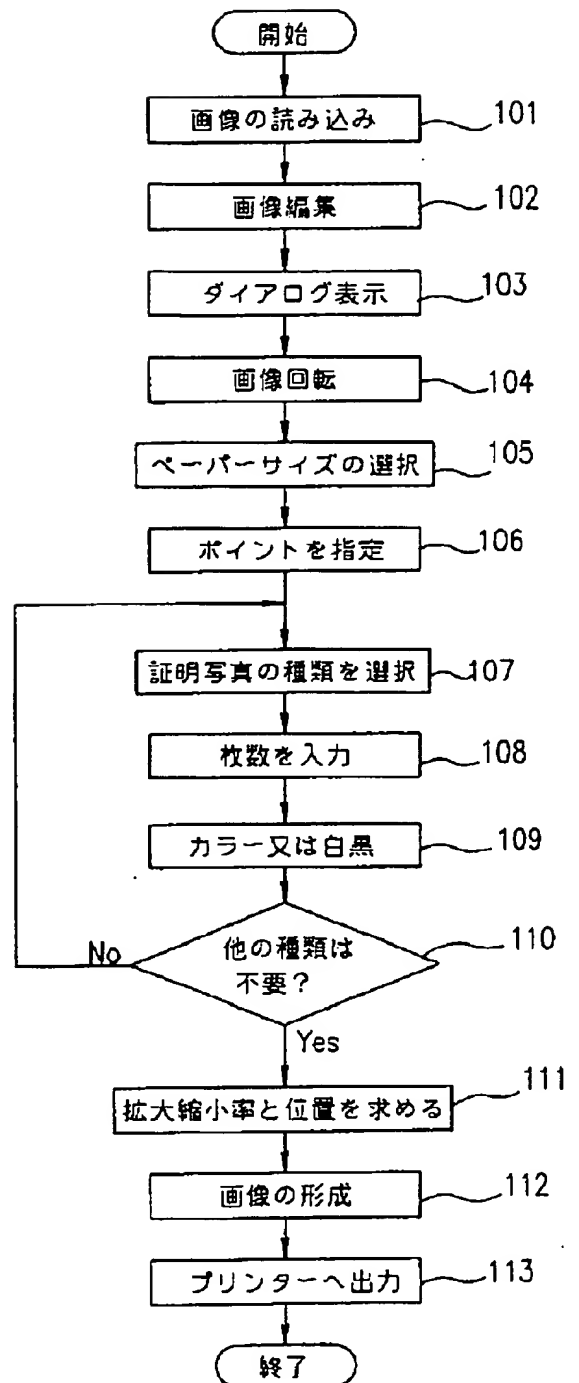 開始
画像の読み込み 101
画像編集 102
ダイアログ表示 103
画像回転 104
ペーパーサイズの選択 105
ポイントを指定 106
証明写真の種類を選択 107
枚数を入力 108
カラー又は白黒 109
他の種類は
不要? 110
No
Yes
拡大縮小率と位置を求める 111
画像の形成 112
プリンターへ出力 113
終了